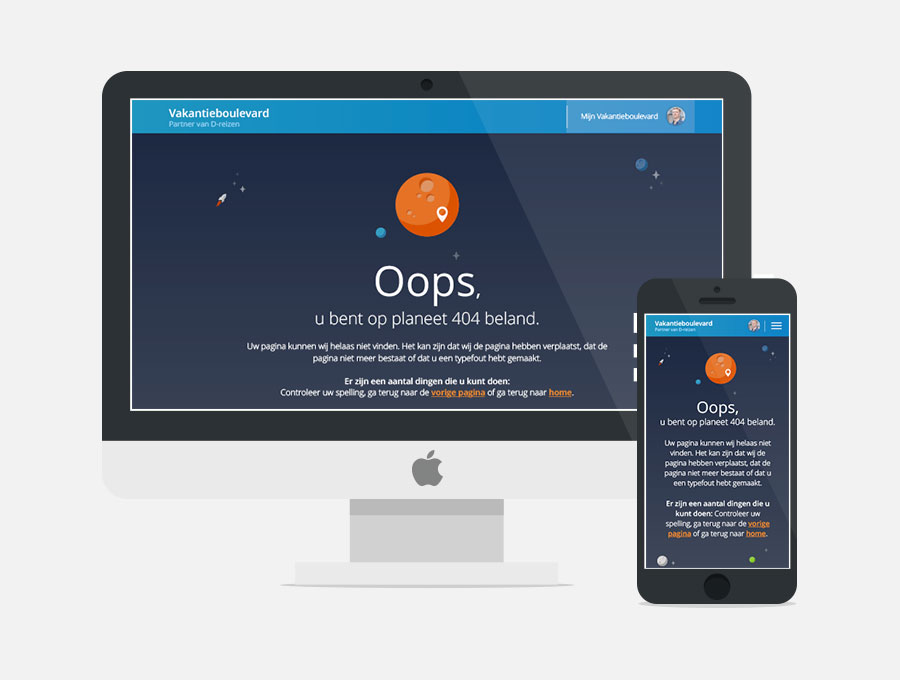 Vakantieboulevard
Partner van D-reizen
Mijn Vakantieboulevard
Oops,
u bent op planeet 404 beland.
Uw pagina kunnen wij helaas niet vinden. Het kan zijn dat wij de pagina hebben verplaatst, dat de
pagina niet meer bestaat of dat u een typefout hebt gemaakt.
Er zijn een aantal dingen die u kunt doen:
Controleer uw spelling, ga terug naar de vorige pagina of ga terug naar home.
Vakantieboulevard
Partner van D-reizen
Oops,
u bent op planeet 404 beland.
Uw pagina kunnen wij helaas niet
vinden. Het kan zijn dat wij de
pagina hebben verplaatst, dat de
pagina niet meer bestaat of dat u
een typefout hebt gemaakt.
Er zijn een aantal dingen die u
kunt doen: Controleer uw
spelling, ga terug naar de vorige
pagina of ga terug naar home.